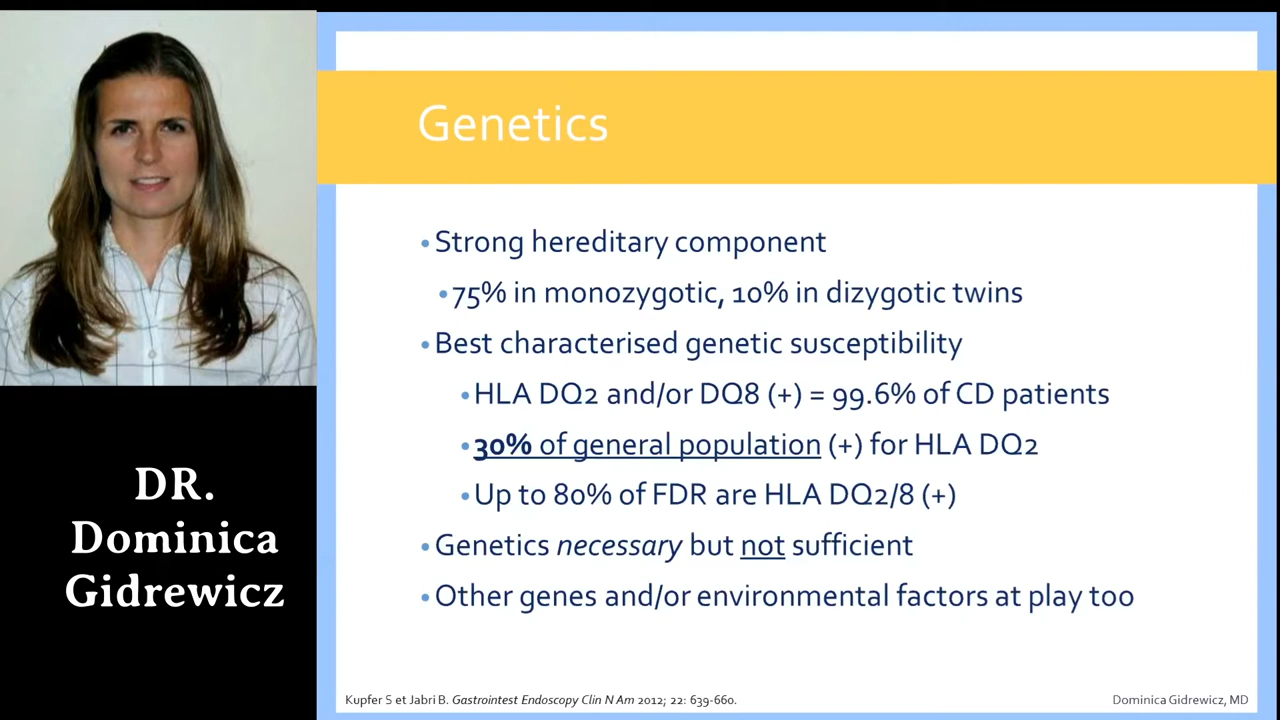 Genetics
• Strong hereditary component
• 75% in monozygotic, 10% in dizygotic twins
• Best characterised genetic susceptibility
• HLA DQ2 and/or DQ8 (+) = 99.6% of CD patients
• 30% of general population (+) for HLA DQ2
• Up to 80% of FDR are HLA DQ2/8 (+)
• Genetics necessary but not sufficient
• Other genes and/or environmental factors at play too
Kupfer S et Jabri B. Gastrointest Endoscopy Clin N Am 2012; 22: 639-660.
Dominica Gidrewicz, MD
DR.
Dominica
Gidrewicz